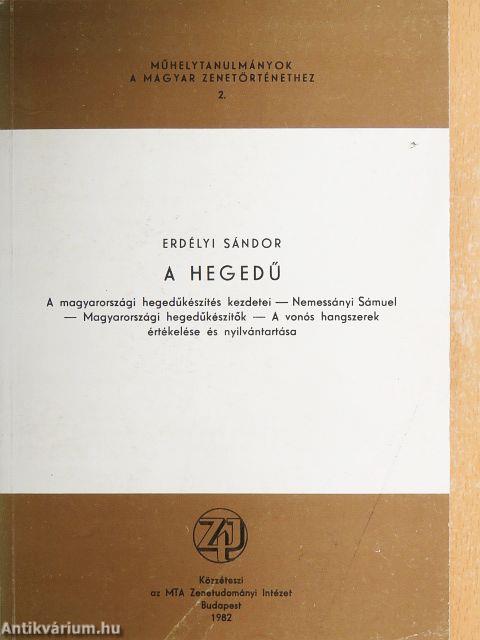 MŰHELYTANULMÁNYOK
A MAGYAR ZENETÖRTÉNETHEZ
2.
ERDÉLYI SÁNDOR
A HEGEDŰ
A magyarországi hegedűkészítés kezdetei — Nemessányi Sámuel
— Magyarországi hegedűkészítők — A vonós hangszerek
értékelése és nyilvántartása
Közzéteszi
az MTA Zenetudományi Intézet
Budapest
1982
Antikvárium.hu